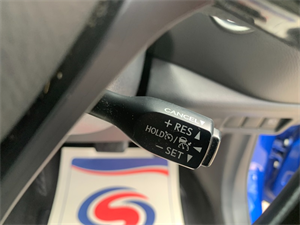 CANCEL
+ RES
HOLD /
− SET